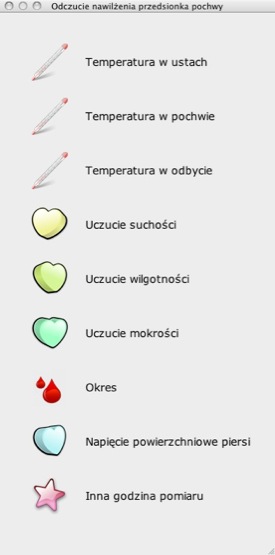 Odczucie nawilżenia przedsionka pochwy
Temperatura w ustach
Temperatura w pochwie
Temperatura w odbycie
Uczucie suchości
Uczucie wilgotności
Uczucie mokrości
Okres
Napięcie powierzchniowe piersi
Inna godzina pomiaru